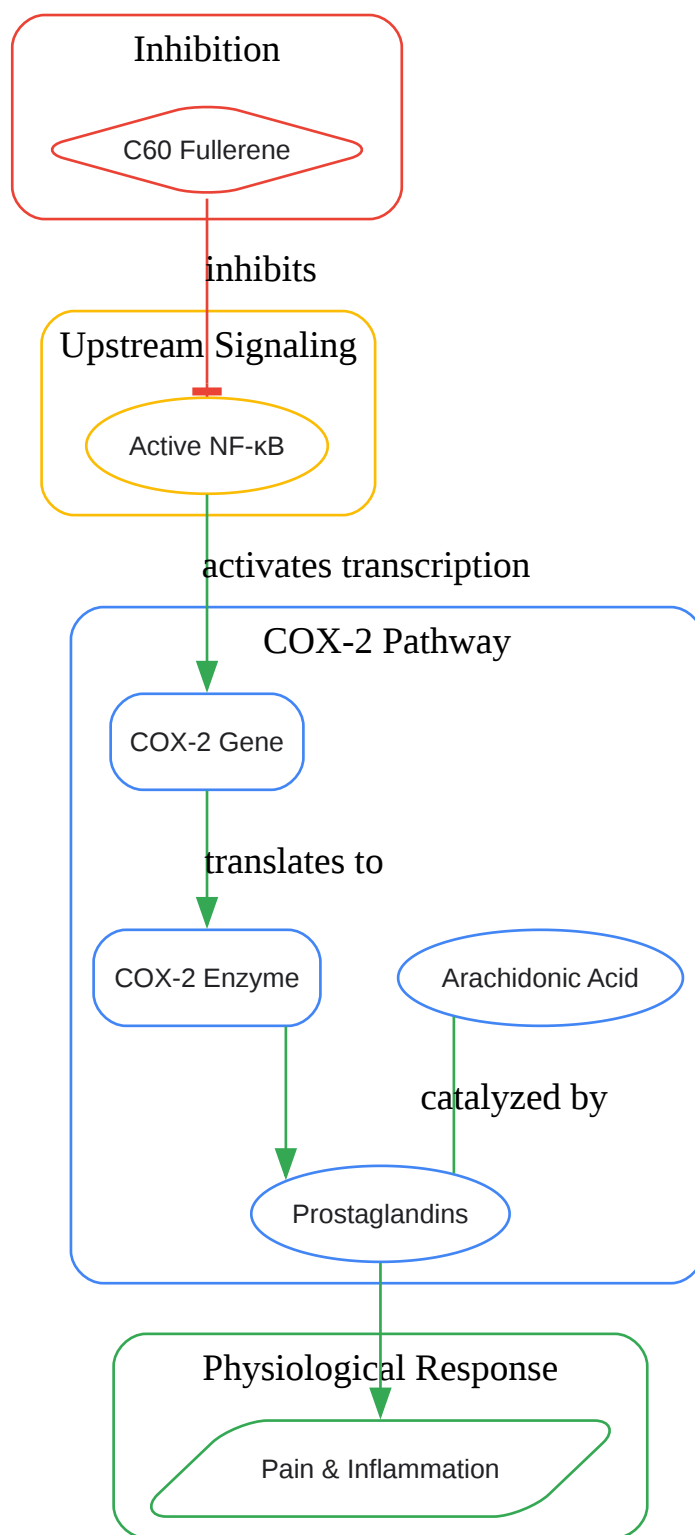 Inhibition
C60 Fullerene
inhibits
Upstream Signaling
Active NF-κB
activates transcription
COX-2 Pathway
COX-2 Gene
translates to
COX-2 Enzyme
Arachidonic Acid
catalyzed by
Prostaglandins
Physiological Response
Pain & Inflammation